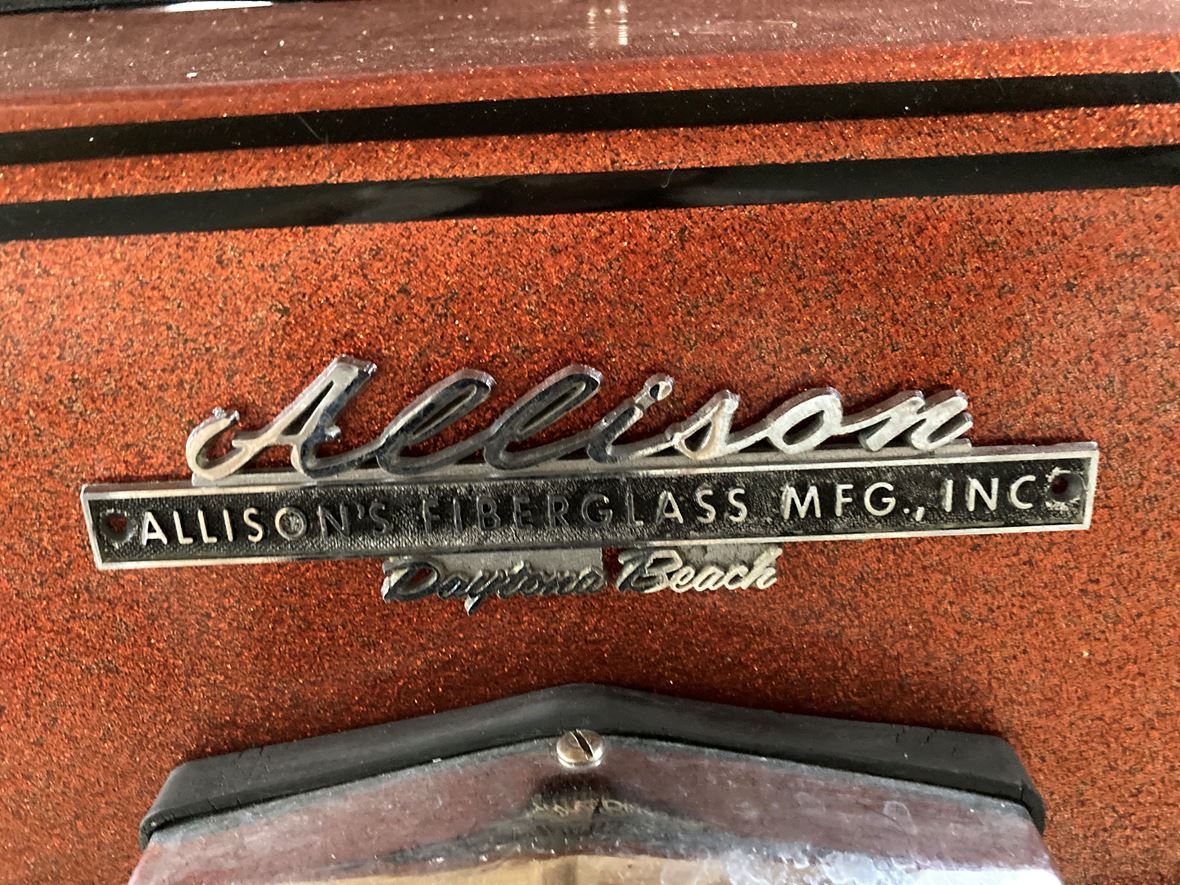 Allison
ALLISON'S FIBERGLASS MFG., INC.
Daytona Beach